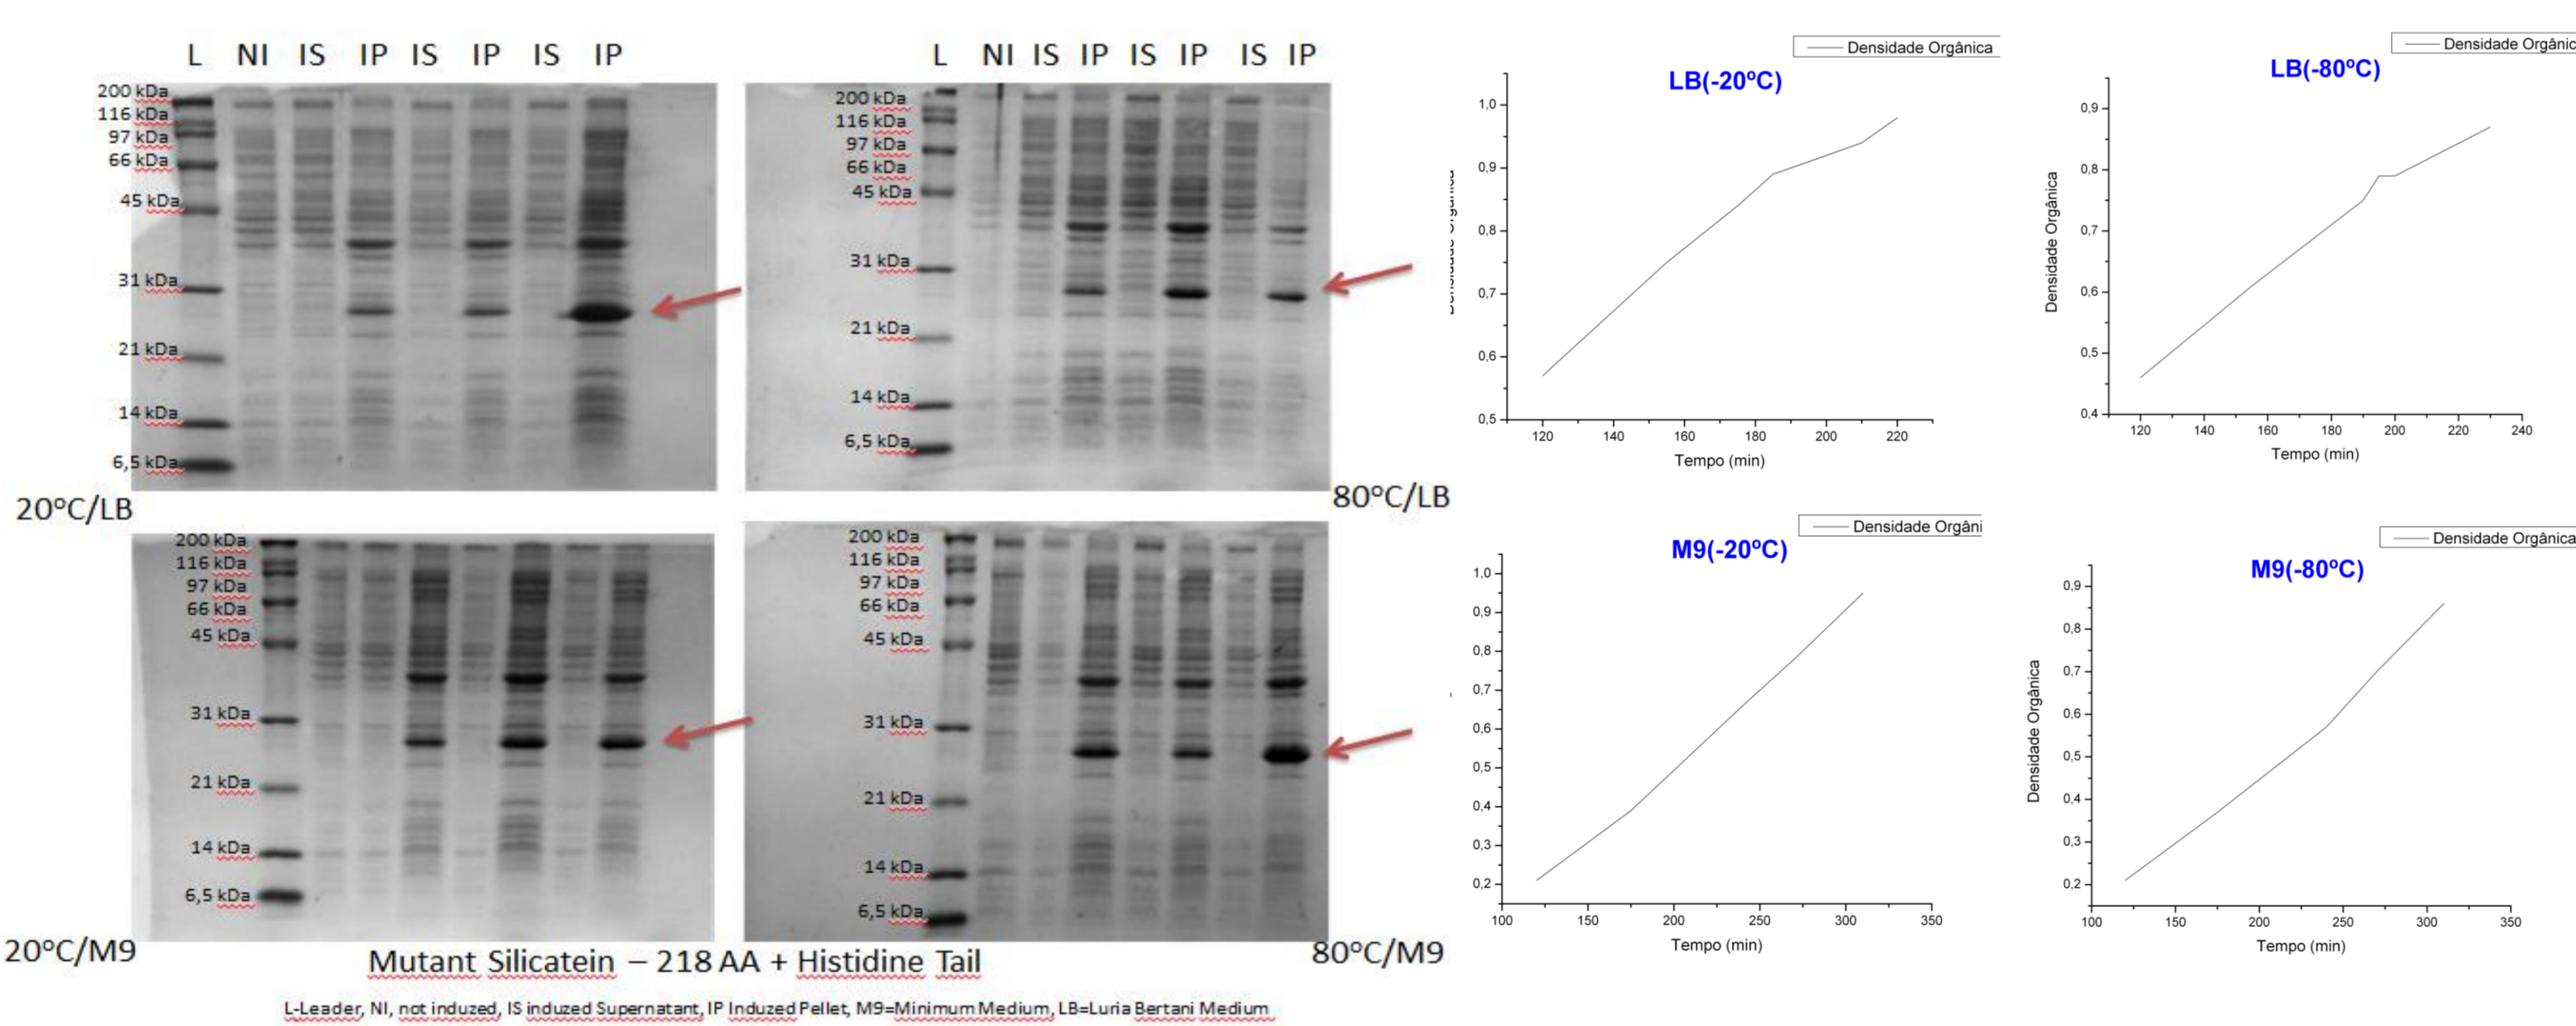 L NI IS IP IS IP IS IP
200 kDa
116 kDa
97 kDa
66 kDa
45 kDa
31 kDa
21 kDa
14 kDa
6,5 kDa
20ºC/LB
L NI IS IP IS IP IS IP
200 kDa
116 kDa
97 kDa
66 kDa
45 kDa
31 kDa
21 kDa
14 kDa
6,5 kDa
80ºC/LB
200 kDa
116 kDa
97 kDa
66 kDa
45 kDa
31 kDa
21 kDa
14 kDa
6,5 kDa
20ºC/M9
200 kDa
116 kDa
97 kDa
66 kDa
45 kDa
31 kDa
21 kDa
14 kDa
6,5 kDa
80ºC/M9
Mutant Silicatein – 218 AA + Histidine Tail
L-Leader, NI, not induzed, IS induzed Supernatant, IP Induzed Pellet, M9=Minimum Medium, LB=Luria Bertani Medium
Densidade Orgânica
LB(-20ºC)
1,0
0,9
0,8
0,7
0,6
0,5
120 140 160 180 200 220
Tempo (min)
Densidade Orgânic
LB(-80ºC)
Densidade Orgânica
0,9
0,8
0,7
0,6
0,5
0,4
120 140 160 180 200 220 240
Tempo (min)
Densidade Orgâni
M9(-20ºC)
1,0
0,9
0,8
0,7
0,6
0,5
0,4
0,3
0,2
100 150 200 250 300 350
Tempo (min)
Densidade Orgânica
M9(-80ºC)
Densidade Orgânica
0,9
0,8
0,7
0,6
0,5
0,4
0,3
0,2
100 150 200 250 300 350
Tempo (min)